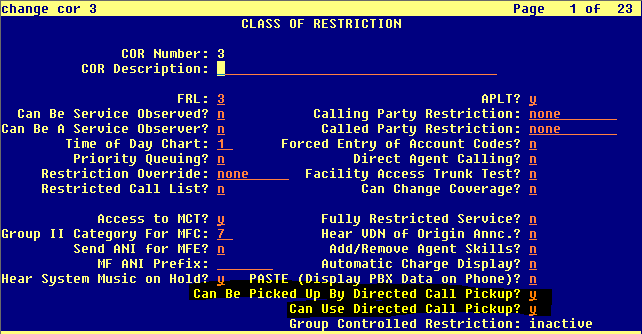 change cor 3 Page 1 of 23
CLASS OF RESTRICTION
COR Number: 3
COR Description:
FRL: 3 APLT? y
Can Be Service Observed? n Calling Party Restriction: none
Can Be A Service Observer? n Called Party Restriction: none
Time of Day Chart: 1 Forced Entry of Account Codes? n
Priority Queuing? n Direct Agent Calling? n
Restriction Override: none Facility Access Trunk Test? n
Restricted Call List? n Can Change Coverage? n
Access to MCT? y Fully Restricted Service? n
Group II Category For MFC: 7 Hear VDN of Origin Annc.? n
Send ANI for MFE? n Add/Remove Agent Skills? n
MF ANI Prefix: Automatic Charge Display? n
Hear System Music on Hold? y PASTE (Display PBX Data on Phone)? n
Can Be Picked Up By Directed Call Pickup? y
Can Use Directed Call Pickup? y
Group Controlled Restriction: inactive